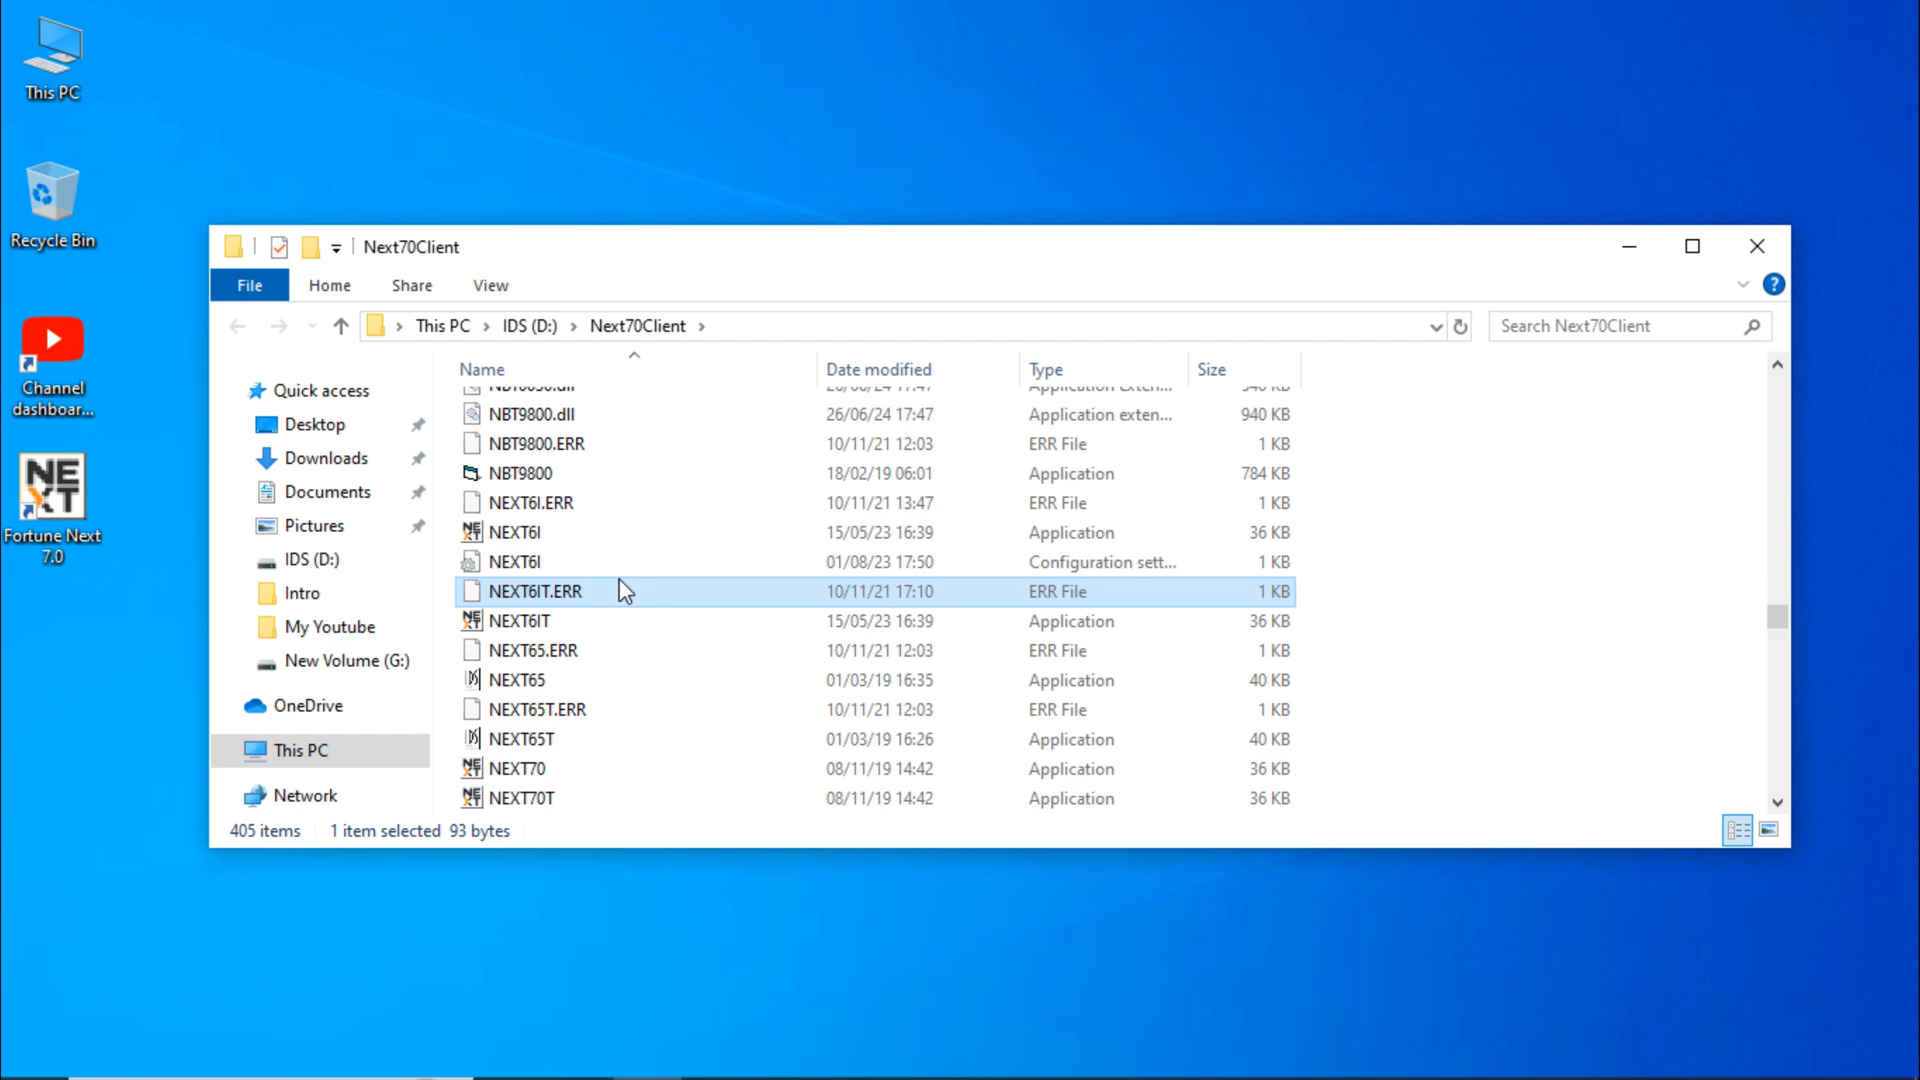 This PC
Recycle Bin
Channel
dashboar...
NEXT
Fortune Next
7.0
Next70Client
File Home Share View
This PC IDS (D:) Next70Client
Search Next70Client
Quick access
Desktop
Downloads
Documents
Pictures
IDS (D:)
Intro
My Youtube
New Volume (G:)
OneDrive
This PC
Network
Name Date modified Type Size
NBT9800.dll 26/06/24 17:47 Application exten... 940 KB
NBT9800.ERR 10/11/21 12:03 ERR File 1 KB
NBT9800 18/02/19 06:01 Application 784 KB
NEXT6I.ERR 10/11/21 13:47 ERR File 1 KB
NEXT6I 15/05/23 16:39 Application 36 KB
NEXT6I 01/08/23 17:50 Configuration sett... 1 KB
NEXT6IT.ERR 10/11/21 17:10 ERR File 1 KB
NEXT6IT 15/05/23 16:39 Application 36 KB
NEXT65.ERR 10/11/21 12:03 ERR File 1 KB
NEXT65 01/03/19 16:35 Application 40 KB
NEXT65T.ERR 10/11/21 12:03 ERR File 1 KB
NEXT65T 01/03/19 16:26 Application 40 KB
NEXT70 08/11/19 14:42 Application 36 KB
NEXT70T 08/11/19 14:42 Application 36 KB
405 items 1 item selected 93 bytes